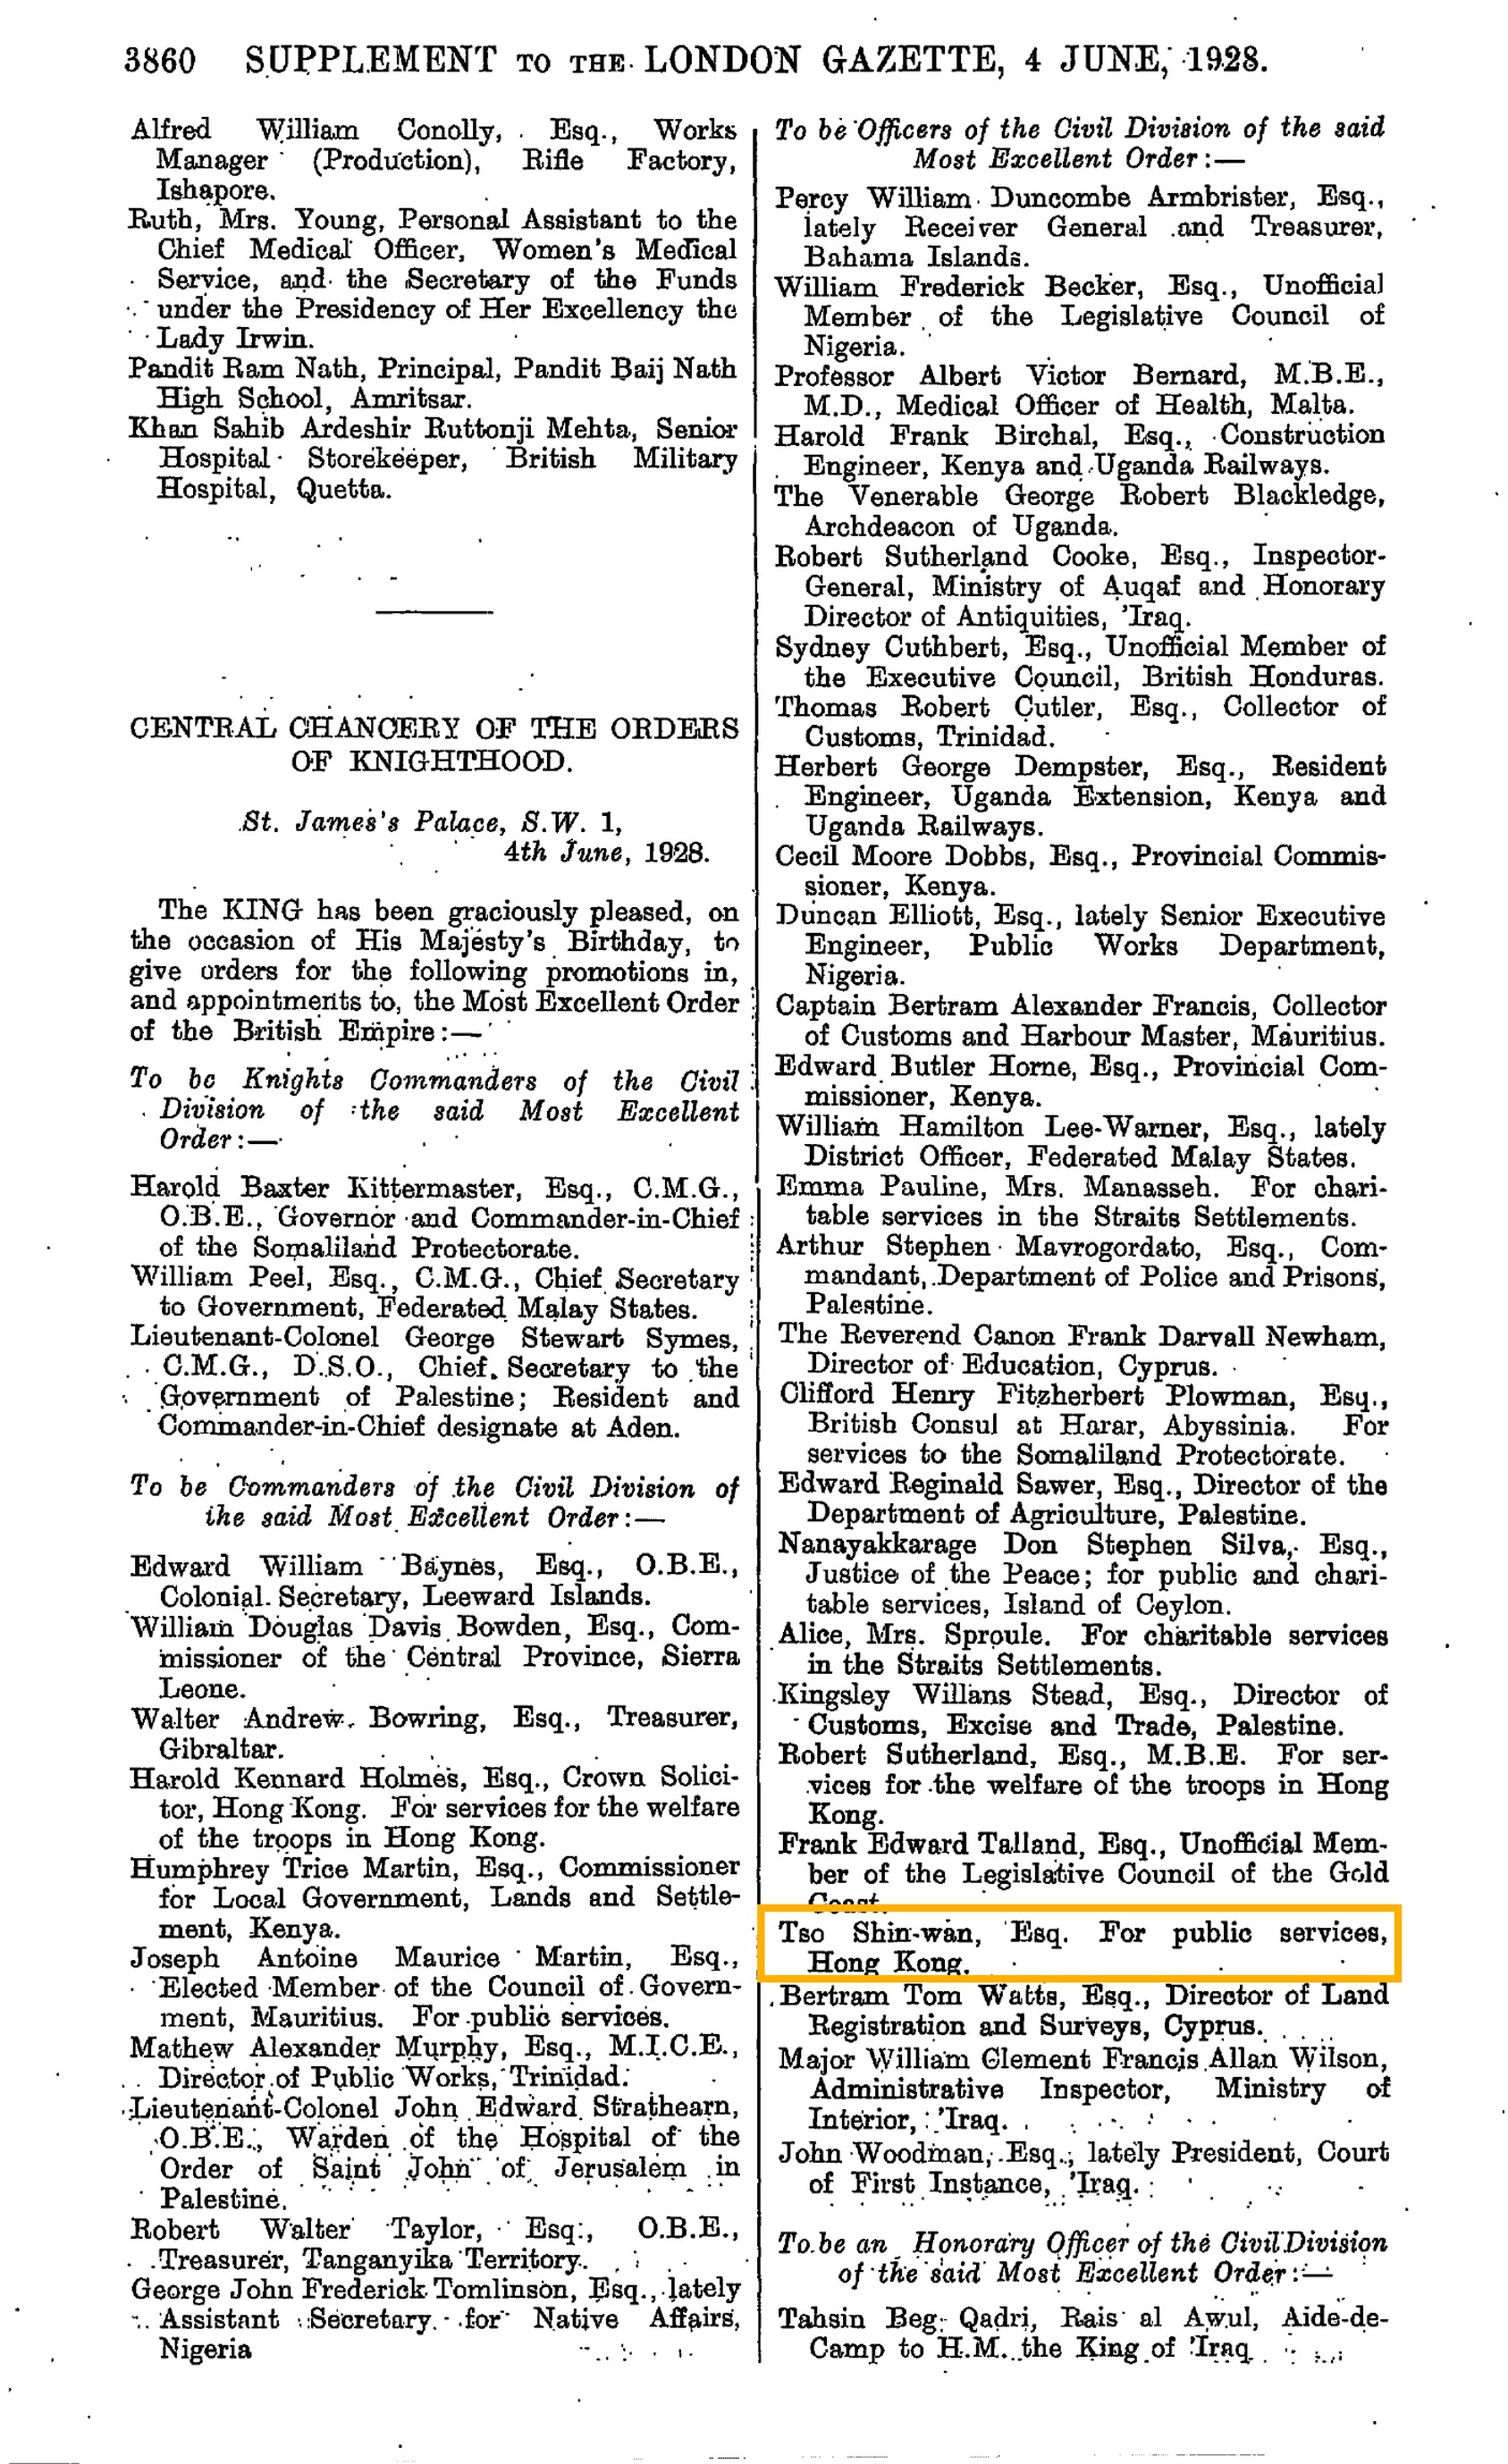 3860 SUPPLEMENT TO THE LONDON GAZETTE, 4 JUNE, 1928.
Alfred William Conolly, Esq., Works
Manager (Production), Rifle Factory,
Ishapore.
Ruth, Mrs. Young, Personal Assistant to the
Chief Medical Officer, Women's Medical
Service, and the Secretary of the Funds
under the Presidency of Her Excellency the
Lady Irwin.
Pandit Ram Nath, Principal, Pandit Baij Nath
High School, Amritsar.
Khan Sahib Ardeshir Ruttonji Mehta, Senior
Hospital Storekeeper, British Military
Hospital, Quetta.
CENTRAL CHANCERY OF THE ORDERS
OF KNIGHTHOOD.
St. James's Palace, S.W. 1,
4th June, 1928.
The KING has been graciously pleased, on
the occasion of His Majesty's Birthday, to
give orders for the following promotions in,
and appointments to, the Most Excellent Order
of the British Empire:—
To be Knights Commanders of the Civil
Division of the said Most Excellent
Order:—
Harold Baxter Kittermaster, Esq., C.M.G.,
O.B.E., Governor and Commander-in-Chief
of the Somaliland Protectorate.
William Peel, Esq., C.M.G., Chief Secretary
to Government, Federated Malay States.
Lieutenant-Colonel George Stewart Symes,
C.M.G., D.S.O., Chief Secretary to the
Government of Palestine; Resident and
Commander-in-Chief designate at Aden.
To be Commanders of the Civil Division of
the said Most Excellent Order:—
Edward William Baynes, Esq., O.B.E.,
Colonial Secretary, Leeward Islands.
William Douglas Davis Bowden, Esq., Com-
missioner of the Central Province, Sierra
Leone.
Walter Andrew Bowring, Esq., Treasurer,
Gibraltar.
Harold Kennard Holmes, Esq., Crown Solici-
tor, Hong Kong. For services for the welfare
of the troops in Hong Kong.
Humphrey Trice Martin, Esq., Commissioner
for Local Government, Lands and Settle-
ment, Kenya.
Joseph Antoine Maurice Martin, Esq.,
Elected Member of the Council of Govern-
ment, Mauritius. For public services.
Mathew Alexander Murphy, Esq., M.I.C.E.,
Director of Public Works, Trinidad.
Lieutenant-Colonel John Edward Strathearn,
O.B.E., Warden of the Hospital of the
Order of Saint John of Jerusalem in
Palestine.
Robert Walter Taylor, Esq., O.B.E.,
Treasurer, Tanganyika Territory.
George John Frederick Tomlinson, Esq., lately
Assistant Secretary for Native Affairs,
Nigeria
To be Officers of the Civil Division of the said
Most Excellent Order:—
Percy William Duncombe Armbrister, Esq.,
lately Receiver General and Treasurer,
Bahama Islands.
William Frederick Becker, Esq., Unofficial
Member of the Legislative Council of
Nigeria.
Professor Albert Victor Bernard, M.B.E.,
M.D., Medical Officer of Health, Malta.
Harold Frank Birchal, Esq., Construction
Engineer, Kenya and Uganda Railways.
The Venerable George Robert Blackledge,
Archdeacon of Uganda.
Robert Sutherland Cooke, Esq., Inspector-
General, Ministry of Auqaf and Honorary
Director of Antiquities, 'Iraq.
Sydney Cuthbert, Esq., Unofficial Member of
the Executive Council, British Honduras.
Thomas Robert Cutler, Esq., Collector of
Customs, Trinidad.
Herbert George Dempster, Esq., Resident
Engineer, Uganda Extension, Kenya and
Uganda Railways.
Cecil Moore Dobbs, Esq., Provincial Commis-
sioner, Kenya.
Duncan Elliott, Esq., lately Senior Executive
Engineer, Public Works Department,
Nigeria.
Captain Bertram Alexander Francis, Collector
of Customs and Harbour Master, Mauritius.
Edward Butler Horne, Esq., Provincial Com-
missioner, Kenya.
William Hamilton Lee-Warner, Esq., lately
District Officer, Federated Malay States.
Emma Pauline, Mrs. Manasseh. For chari-
table services in the Straits Settlements.
Arthur Stephen Mavrogordato, Esq., Com-
mandant, Department of Police and Prisons,
Palestine.
The Reverend Canon Frank Darvall Newham,
Director of Education, Cyprus.
Clifford Henry Fitzherbert Plowman, Esq.,
British Consul at Harar, Abyssinia. For
services to the Somaliland Protectorate.
Edward Reginald Sawer, Esq., Director of the
Department of Agriculture, Palestine.
Nanayakkarage Don Stephen Silva, Esq.,
Justice of the Peace; for public and chari-
table services, Island of Ceylon.
Alice, Mrs. Sproule. For charitable services
in the Straits Settlements.
Kingsley Willans Stead, Esq., Director of
Customs, Excise and Trade, Palestine.
Robert Sutherland, Esq., M.B.E. For ser-
vices for the welfare of the troops in Hong
Kong.
Frank Edward Talland, Esq., Unofficial Mem-
ber of the Legislative Council of the Gold
Coast.
Tso Shin-wan, Esq. For public services,
Hong Kong.
Bertram Tom Watts, Esq., Director of Land
Registration and Surveys, Cyprus.
Major William Clement Francis Allan Wilson,
Administrative Inspector, Ministry of
Interior, 'Iraq.
John Woodman, Esq., lately President, Court
of First Instance, 'Iraq.
To be an Honorary Officer of the Civil Division
of the said Most Excellent Order:—
Tahsin Beg Qadri, Rais al Awul, Aide-de-
Camp to H.M. the King of 'Iraq